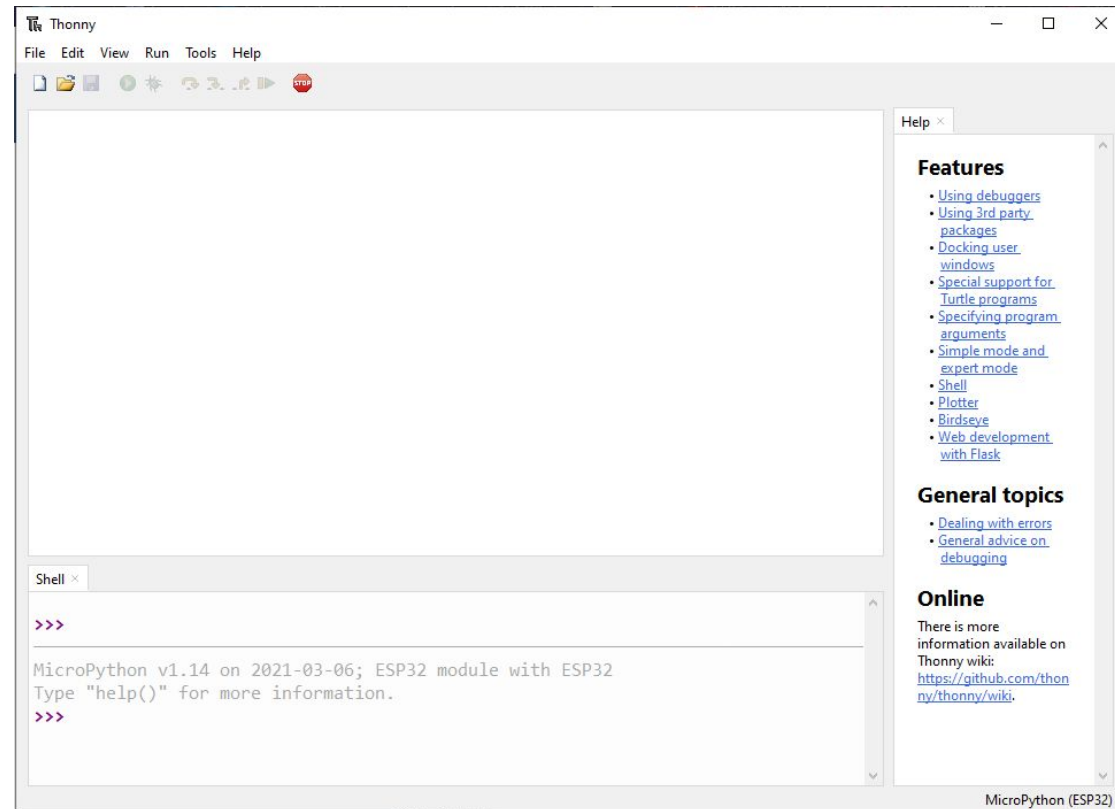 Thonny
File Edit View Run Tools Help
STOP
Help
Features
• Using debuggers
• Using 3rd party
packages
• Docking user
windows
• Special support for
Turtle programs
• Specifying program
arguments
• Simple mode and
expert mode
• Shell
• Plotter
• Birdseye
• Web development
with Flask
General topics
• Dealing with errors
• General advice on
debugging
Online
There is more
information available on
Thonny wiki:
https://github.com/thon
ny/thonny/wiki.
Shell
>>>
MicroPython v1.14 on 2021-03-06; ESP32 module with ESP32
Type "help()" for more information.
>>>
MicroPython (ESP32)